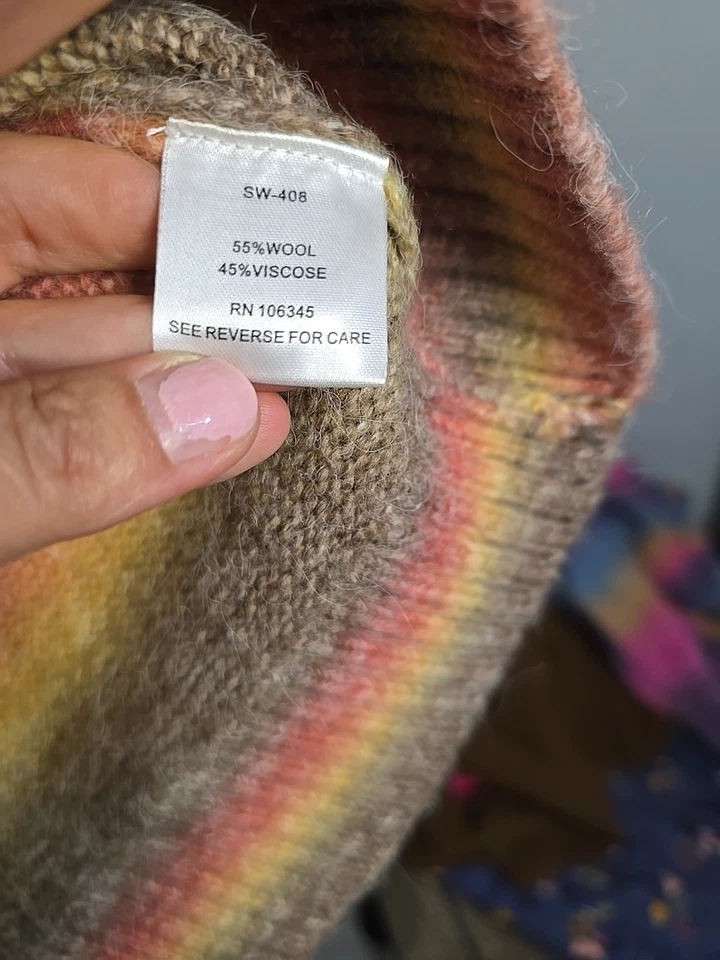 SW-408
55%WOOL
45%VISCOSE
RN 106345
SEE REVERSE FOR CARE